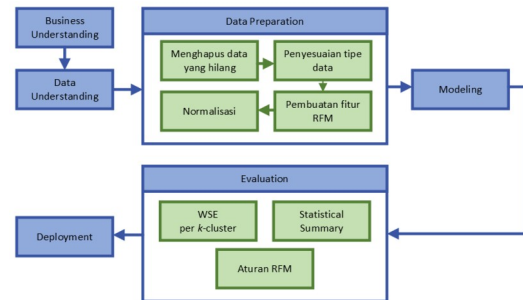 Business
Understanding
Data
Understanding
Data Preparation
Menghapus data
yang hilang
Penyesuaian tipe
data
Normalisasi
Pembuatan fitur
RFM
Modeling
Evaluation
WSE
per k-cluster
Statistical
Summary
Aturan RFM
Deployment